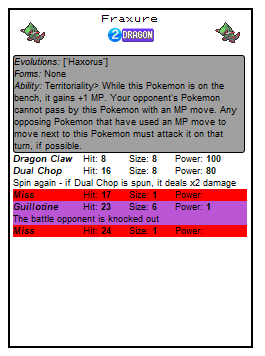 Fraxure
2 DRAGON
Evolutions: ['Haxorus']
Forms: None
Ability: Territoriality> While this Pokemon is on the
bench, it gains +1 MP. Your opponent's Pokemon
cannot pass by this Pokemon with an MP move. Any
opposing Pokemon that have used an MP move to
move next to this Pokemon must attack it on that
turn, if possible.
Dragon Claw Hit: 8 Size: 8 Power: 100
Dual Chop Hit: 16 Size: 8 Power: 80
Spin again - if Dual Chop is spun, it deals x2 damage
Miss Hit: 17 Size: 1 Power:
Guillotine Hit: 23 Size: 6 Power: 1
The battle opponent is knocked out
Miss Hit: 24 Size: 1 Power: